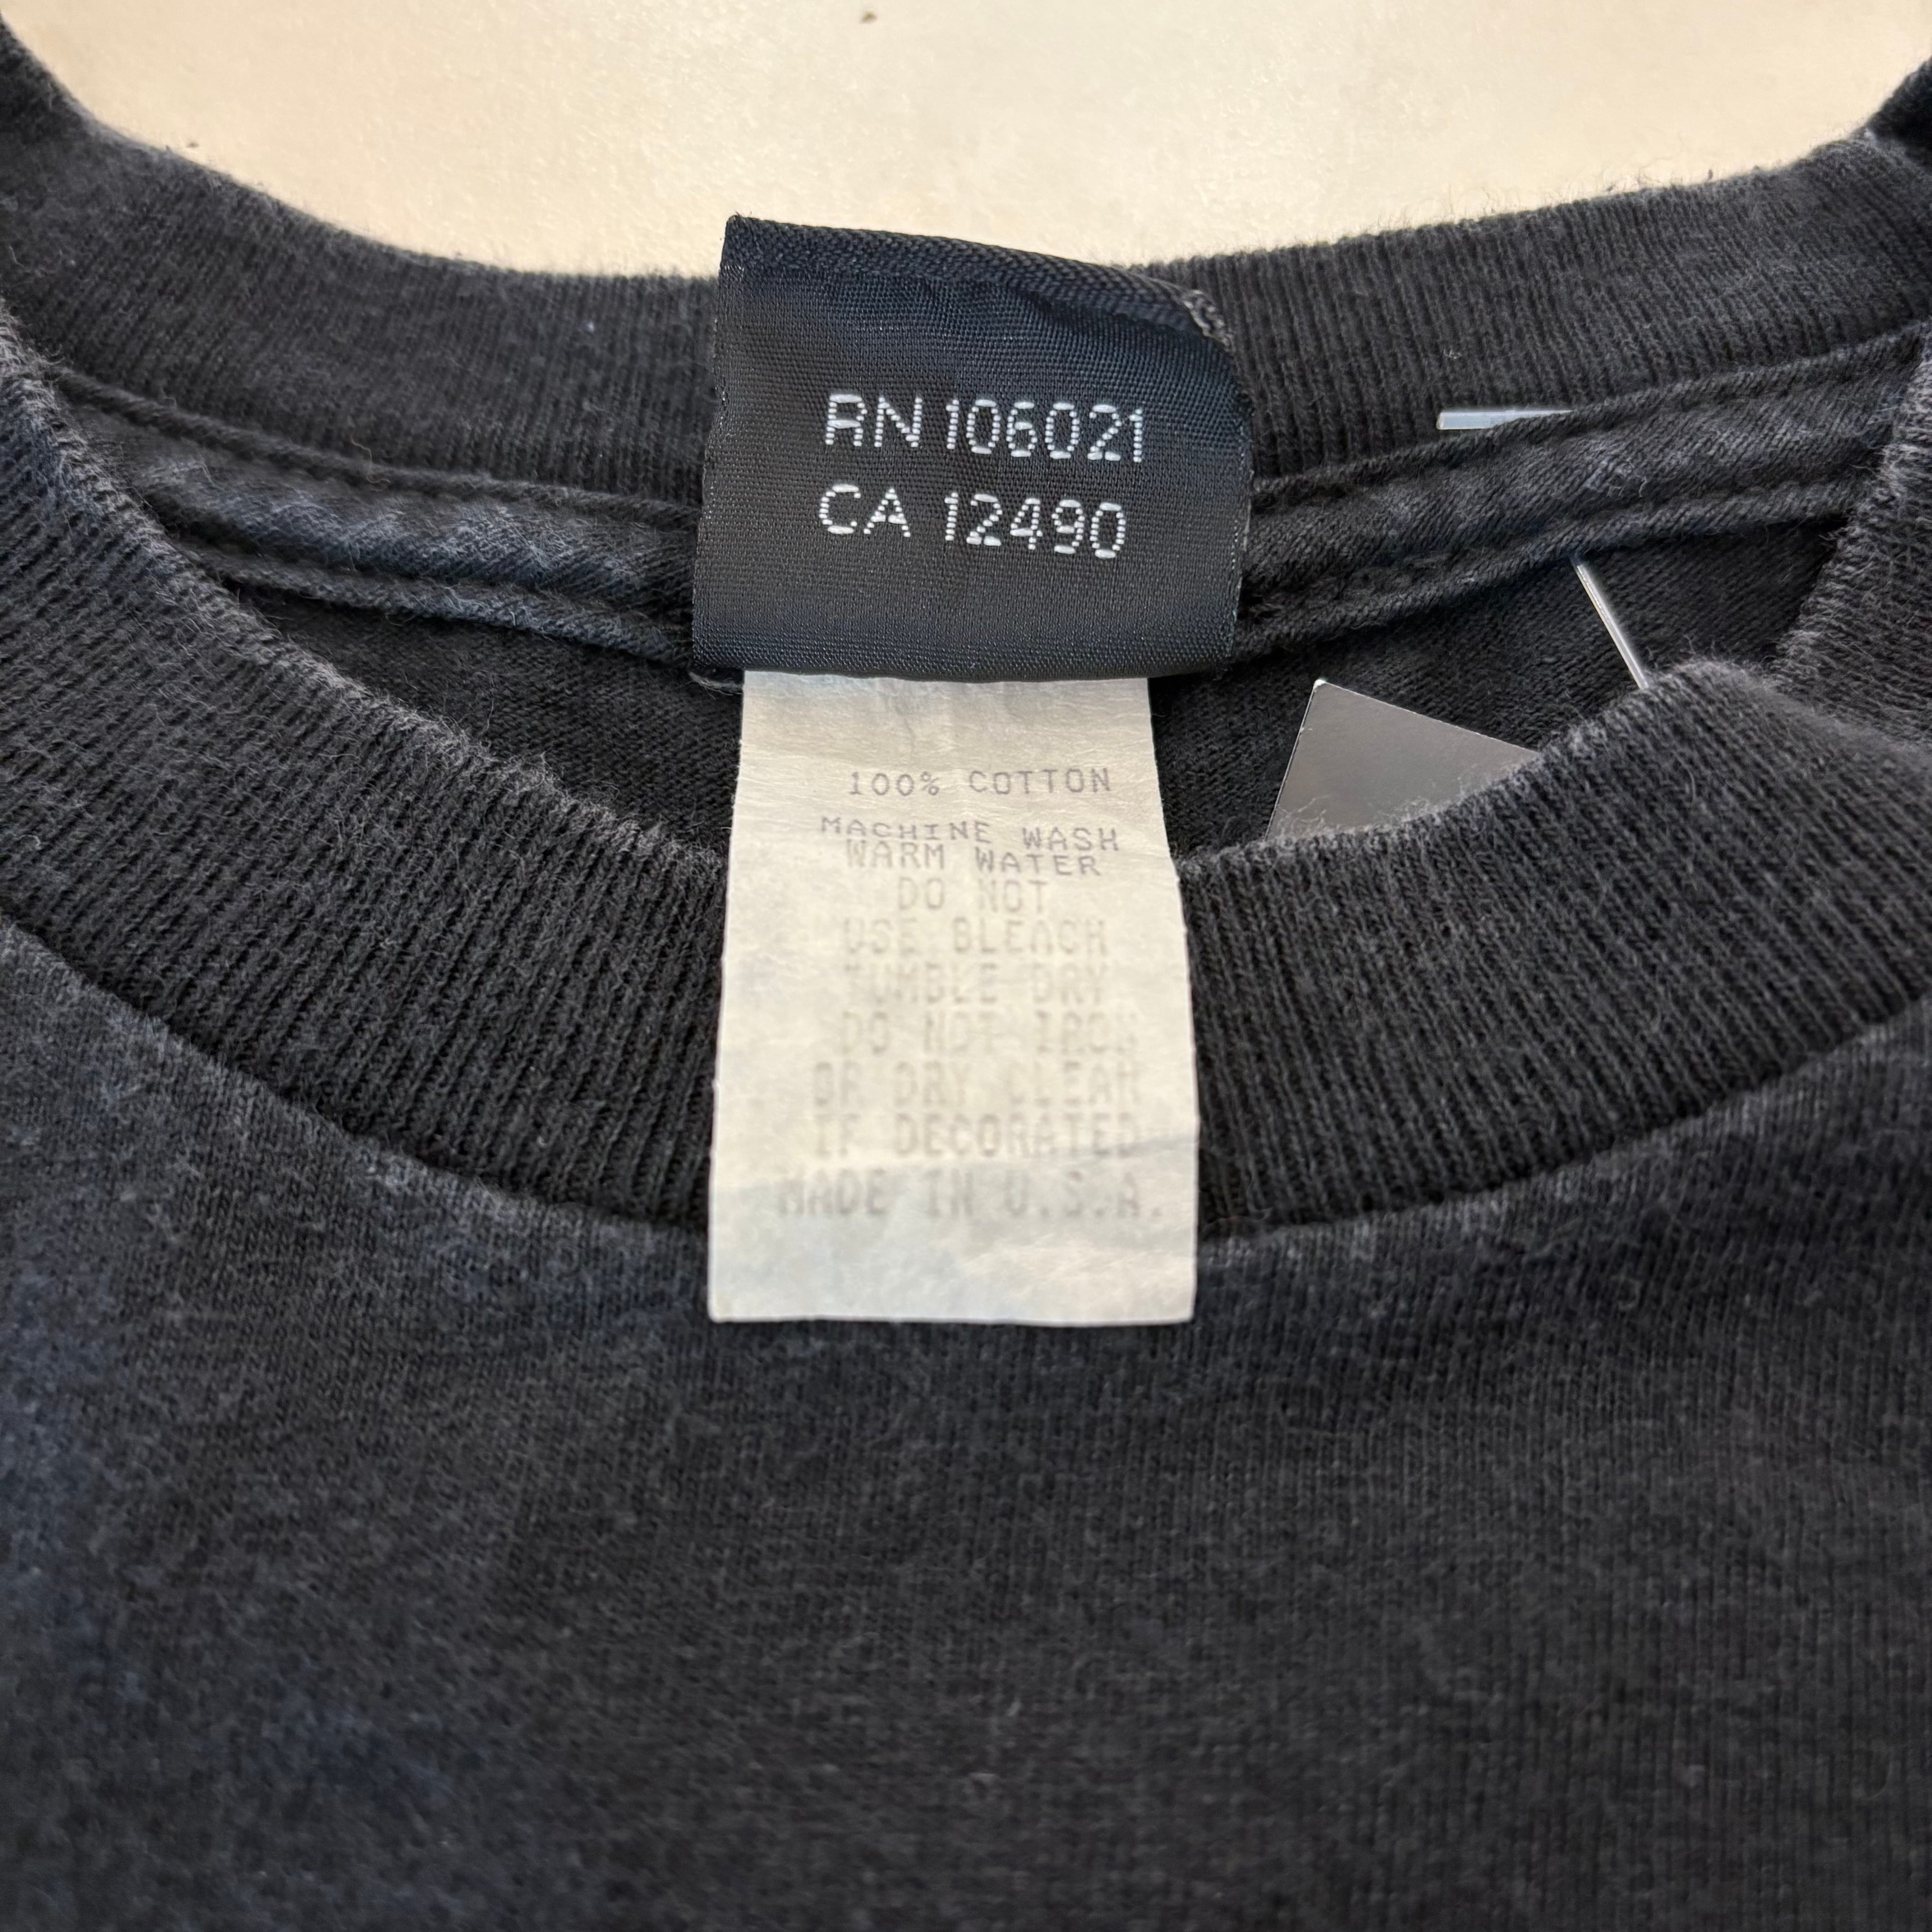 RN 106021
CA 12490
100% COTTON
MACHINE WASH
WARM WATER
DO NOT
USE BLEACH
TUMBLE DRY
DO NOT IRON
OR DRY CLEAN
IF DECORATED
MADE IN U.S.A.